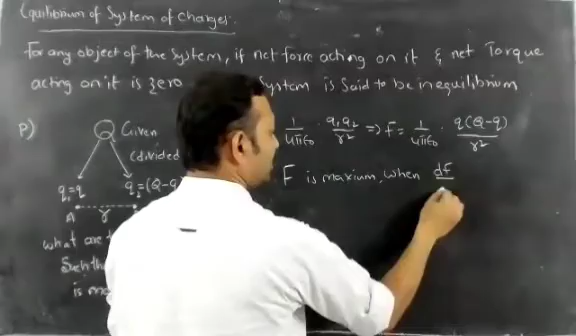 Equilibrium of System of Charges:
For any object of the system, if net force acting on it & net Torque
acting on it is zero System is said to be in equilibrium
P) Q Given
(divided
q₁=q q₂=(Q-q)
A r
what are
Such tha
is ma
1/4πε₀ · q₁q₂/r² => F = 1/4πε₀ · q(Q-q)/r²
F is maxium, when df